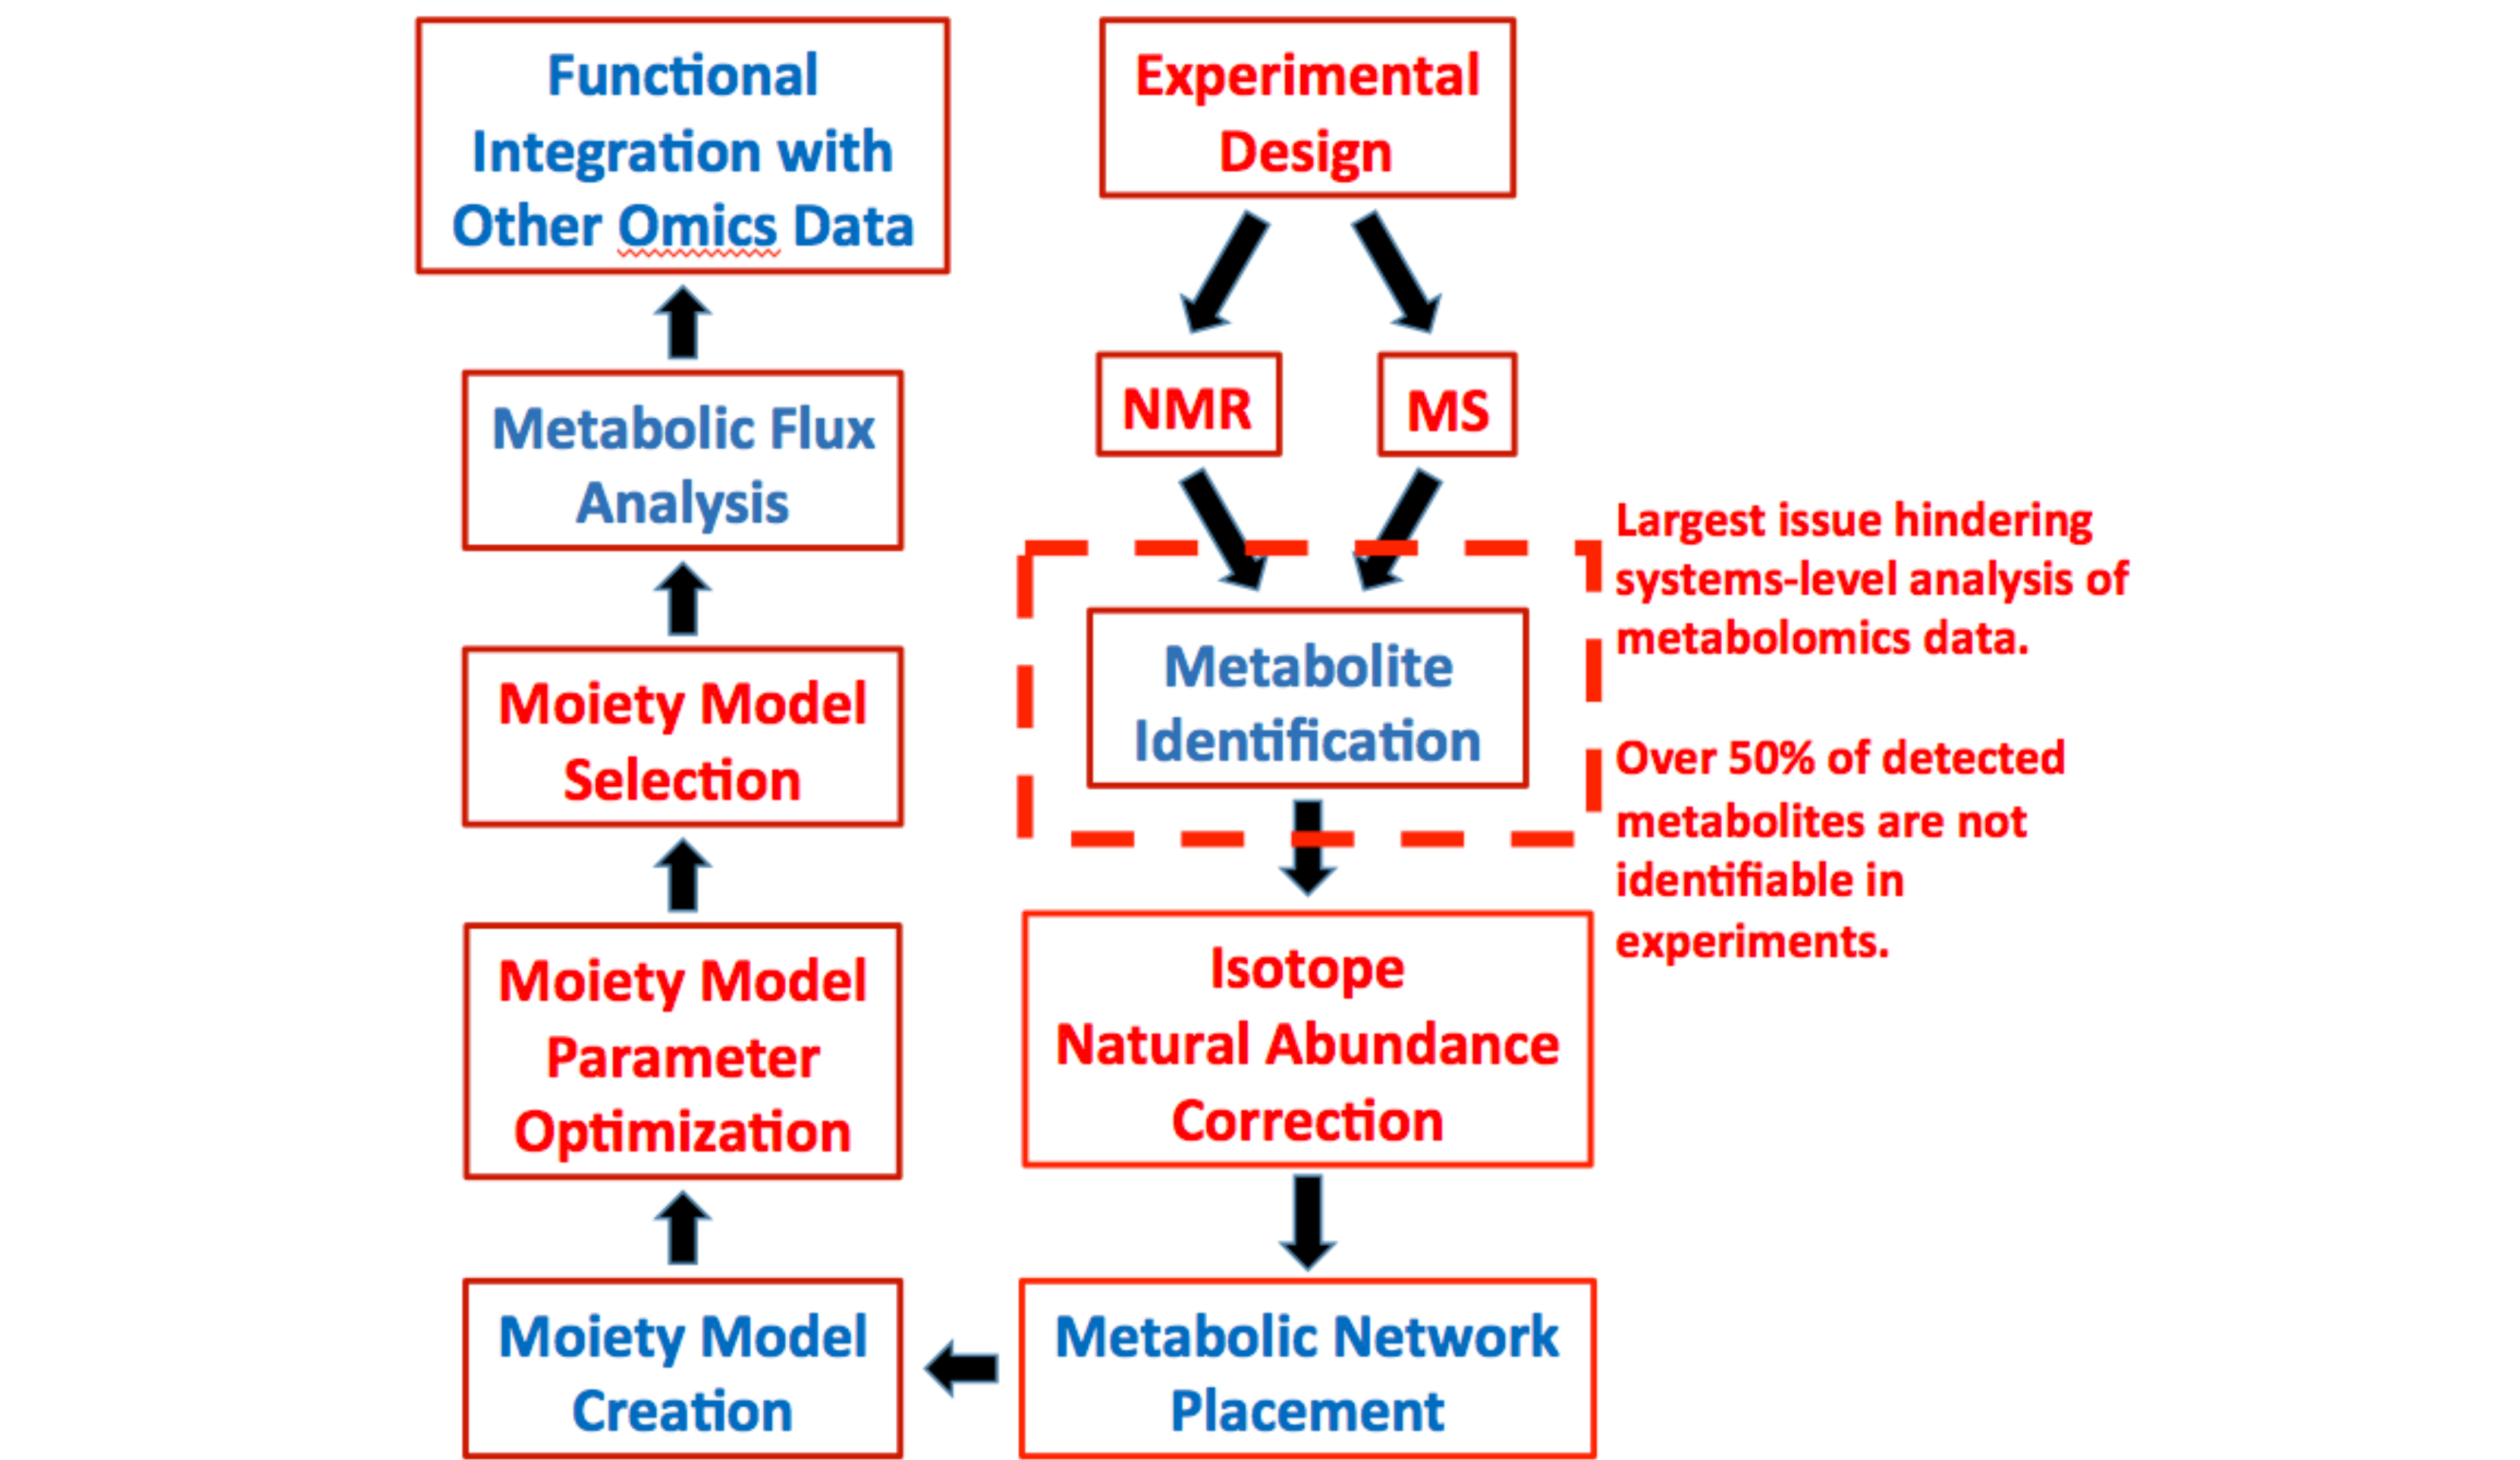 Functional
Integration with
Other Omics Data
Experimental
Design
NMR
MS
Metabolic Flux
Analysis
Largest issue hindering
systems-level analysis of
metabolomics data.
Metabolite
Identification
Over 50% of detected
metabolites are not
identifiable in
experiments.
Moiety Model
Selection
Isotope
Natural Abundance
Correction
Moiety Model
Parameter
Optimization
Metabolic Network
Placement
Moiety Model
Creation